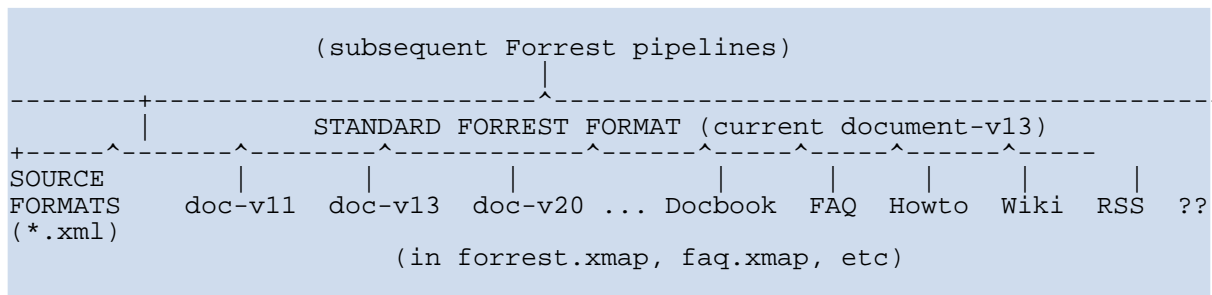 (subsequent Forrest pipelines)
|
--------+------------------------^------------------------------------------
| STANDARD FORREST FORMAT (current document-v13)
+-----^-------^--------^------------^------^-----^-----^------^-----
SOURCE | | | | | | | |
FORMATS doc-v11 doc-v13 doc-v20 ... Docbook FAQ Howto Wiki RSS ??
(*.xml)
(in forrest.xmap, faq.xmap, etc)